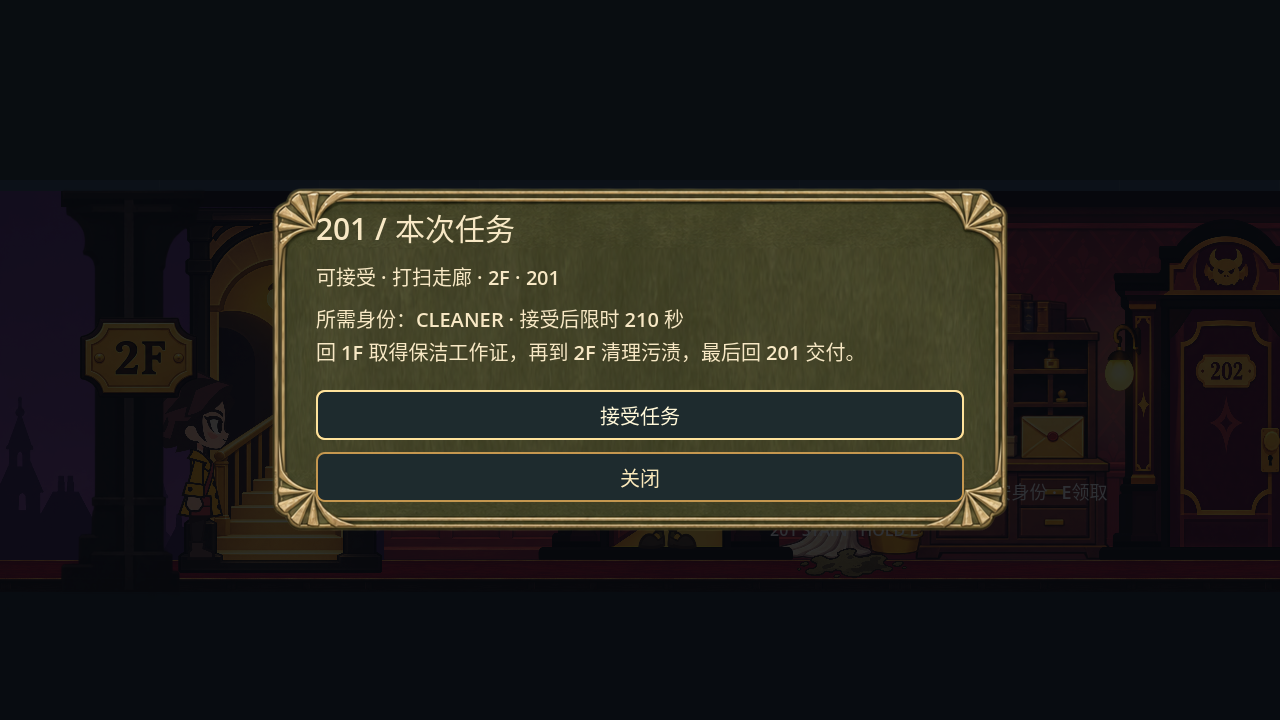 201 / 本次任务
可接受 · 打扫走廊 · 2F · 201
所需身份：CLEANER · 接受后限时 210 秒
回 1F 取得保洁工作证，再到 2F 清理污渍，最后回 201 交付。
接受任务
关闭
2F
202
身份 · E领取